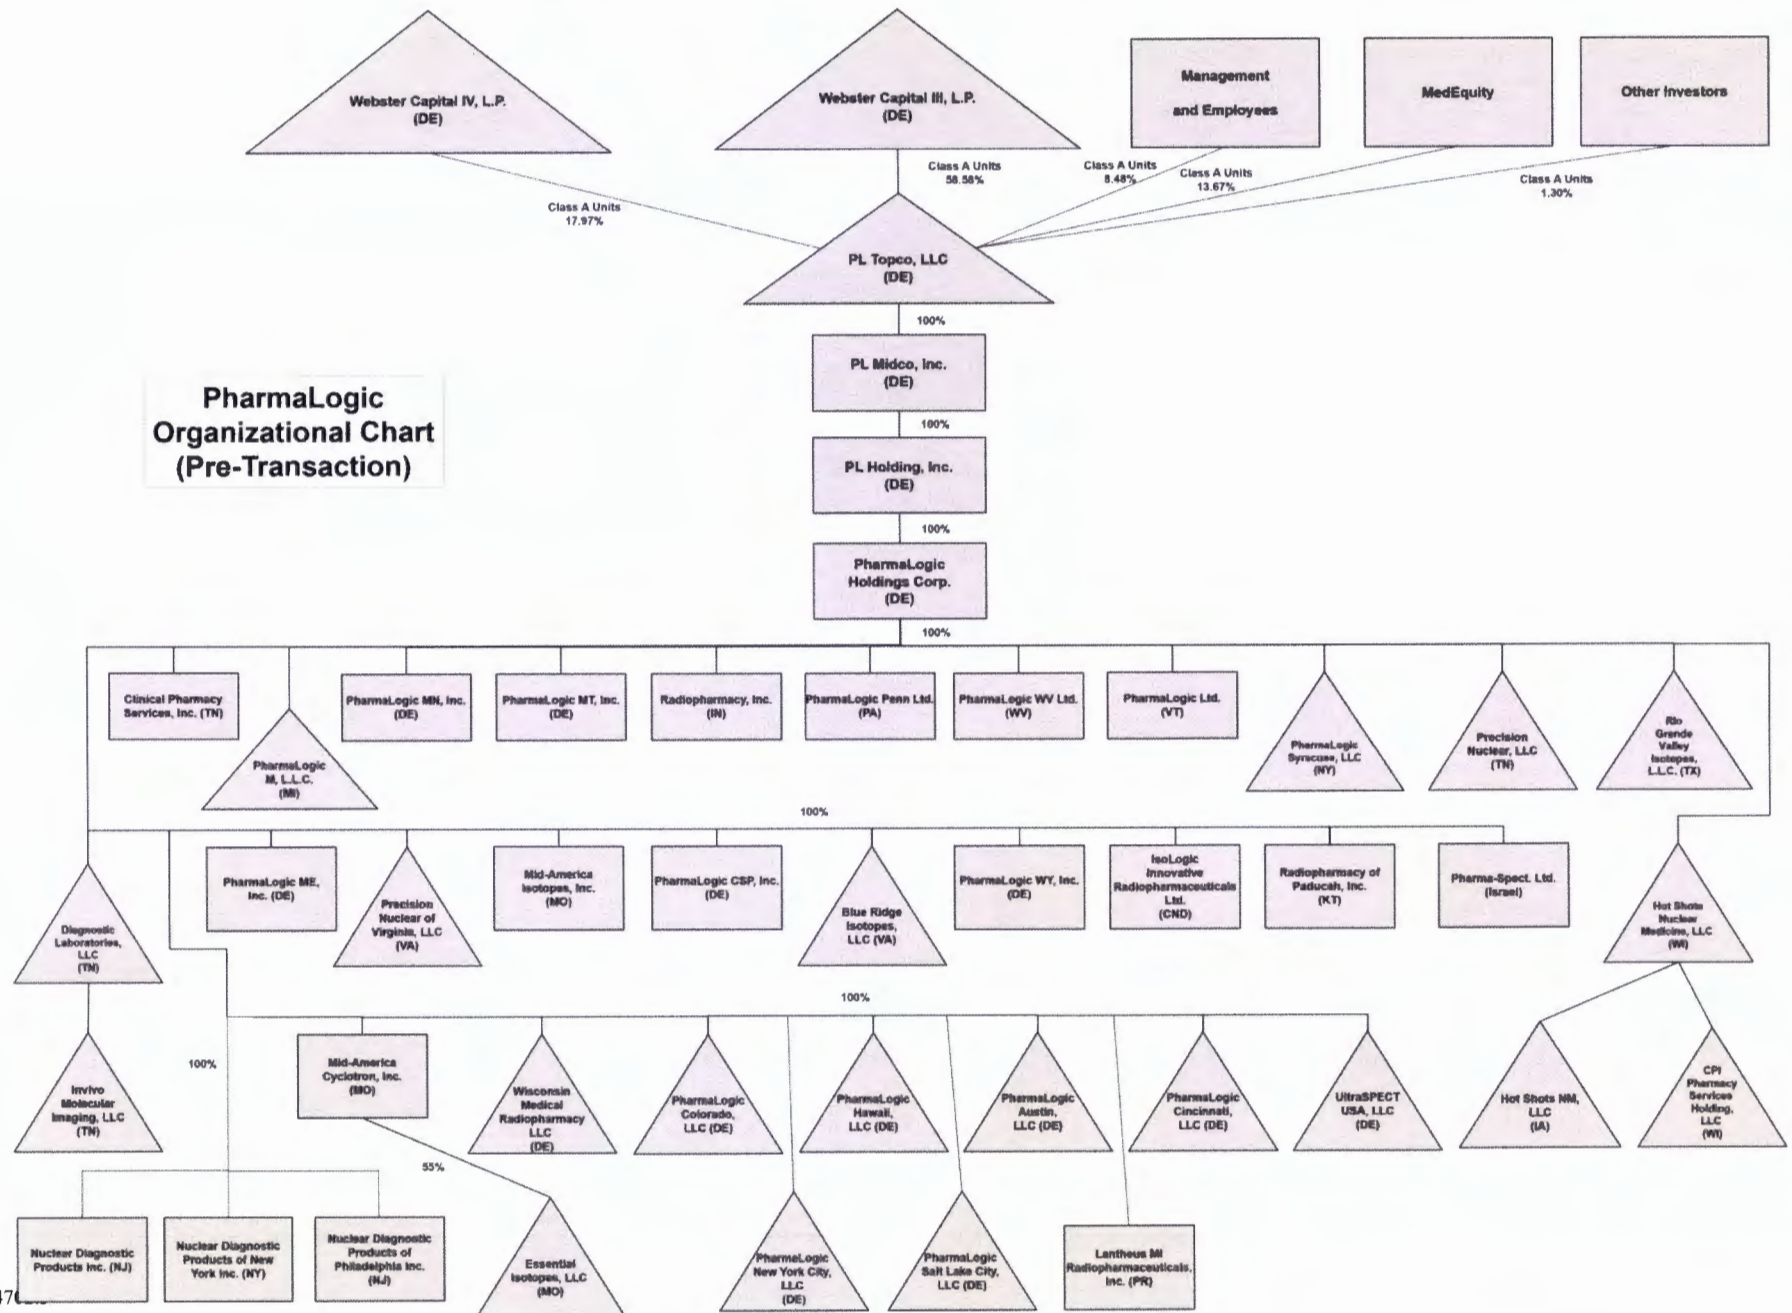 Webster Capital IV, L.P.
(DE)
Webster Capital III, L.P.
(DE)
Management
and Employees
MedEquity
Other Investors
Class A Units
17.97%
Class A Units
58.58%
Class A Units
8.48%
Class A Units
13.67%
Class A Units
1.30%
PL Topco, LLC
(DE)
100%
PL Midco, Inc.
(DE)
100%
PL Holding, Inc.
(DE)
100%
PharmaLogic
Holdings Corp.
(DE)
100%
PharmaLogic
Organizational Chart
(Pre-Transaction)
Clinical Pharmacy
Services, Inc. (TN)
PharmaLogic
M, L.L.C.
(MI)
PharmaLogic MN, Inc.
(DE)
PharmaLogic MT, Inc.
(DE)
Radiopharmacy, Inc.
(IN)
PharmaLogic Penn Ltd.
(PA)
PharmaLogic WV Ltd.
(WV)
PharmaLogic Ltd.
(VT)
PharmaLogic
Syracuse, LLC
(NY)
Precision
Nuclear, LLC
(TN)
Rio
Grande
Valley
Isotopes,
L.L.C. (TX)
100%
Diagnostic
Laboratories,
LLC
(TN)
PharmaLogic ME,
Inc. (DE)
Precision
Nuclear of
Virginia, LLC
(VA)
Mid-America
Isotopes, Inc.
(MO)
PharmaLogic CSP, Inc.
(DE)
Blue Ridge
Isotopes,
LLC (VA)
PharmaLogic WY, Inc.
(DE)
IsoLogic
Innovative
Radiopharmaceuticals
Ltd.
(CND)
Radiopharmacy of
Paducah, Inc.
(KT)
Pharma-Spect. Ltd.
(Israel)
Hot Shots
Nuclear
Medicine, LLC
(WI)
100%
100%
Invivo
Molecular
Imaging, LLC
(TN)
Mid-America
Cyclotron, Inc.
(MO)
Wisconsin
Medical
Radiopharmacy
LLC
(DE)
PharmaLogic
Colorado,
LLC (DE)
PharmaLogic
Hawaii,
LLC (DE)
PharmaLogic
Austin,
LLC (DE)
PharmaLogic
Cincinnati,
LLC (DE)
UltraSPECT
USA, LLC
(DE)
Hot Shots NM,
LLC
(IA)
CPI
Pharmacy
Services
Holding,
LLC
(WI)
55%
Nuclear Diagnostic
Products Inc. (NJ)
Nuclear Diagnostic
Products of New
York Inc. (NY)
Nuclear Diagnostic
Products of
Philadelphia Inc.
(NJ)
Essential
Isotopes, LLC
(MO)
PharmaLogic
New York City,
LLC
(DE)
PharmaLogic
Salt Lake City,
LLC (DE)
Lantheus MI
Radiopharmaceuticals,
Inc. (PR)